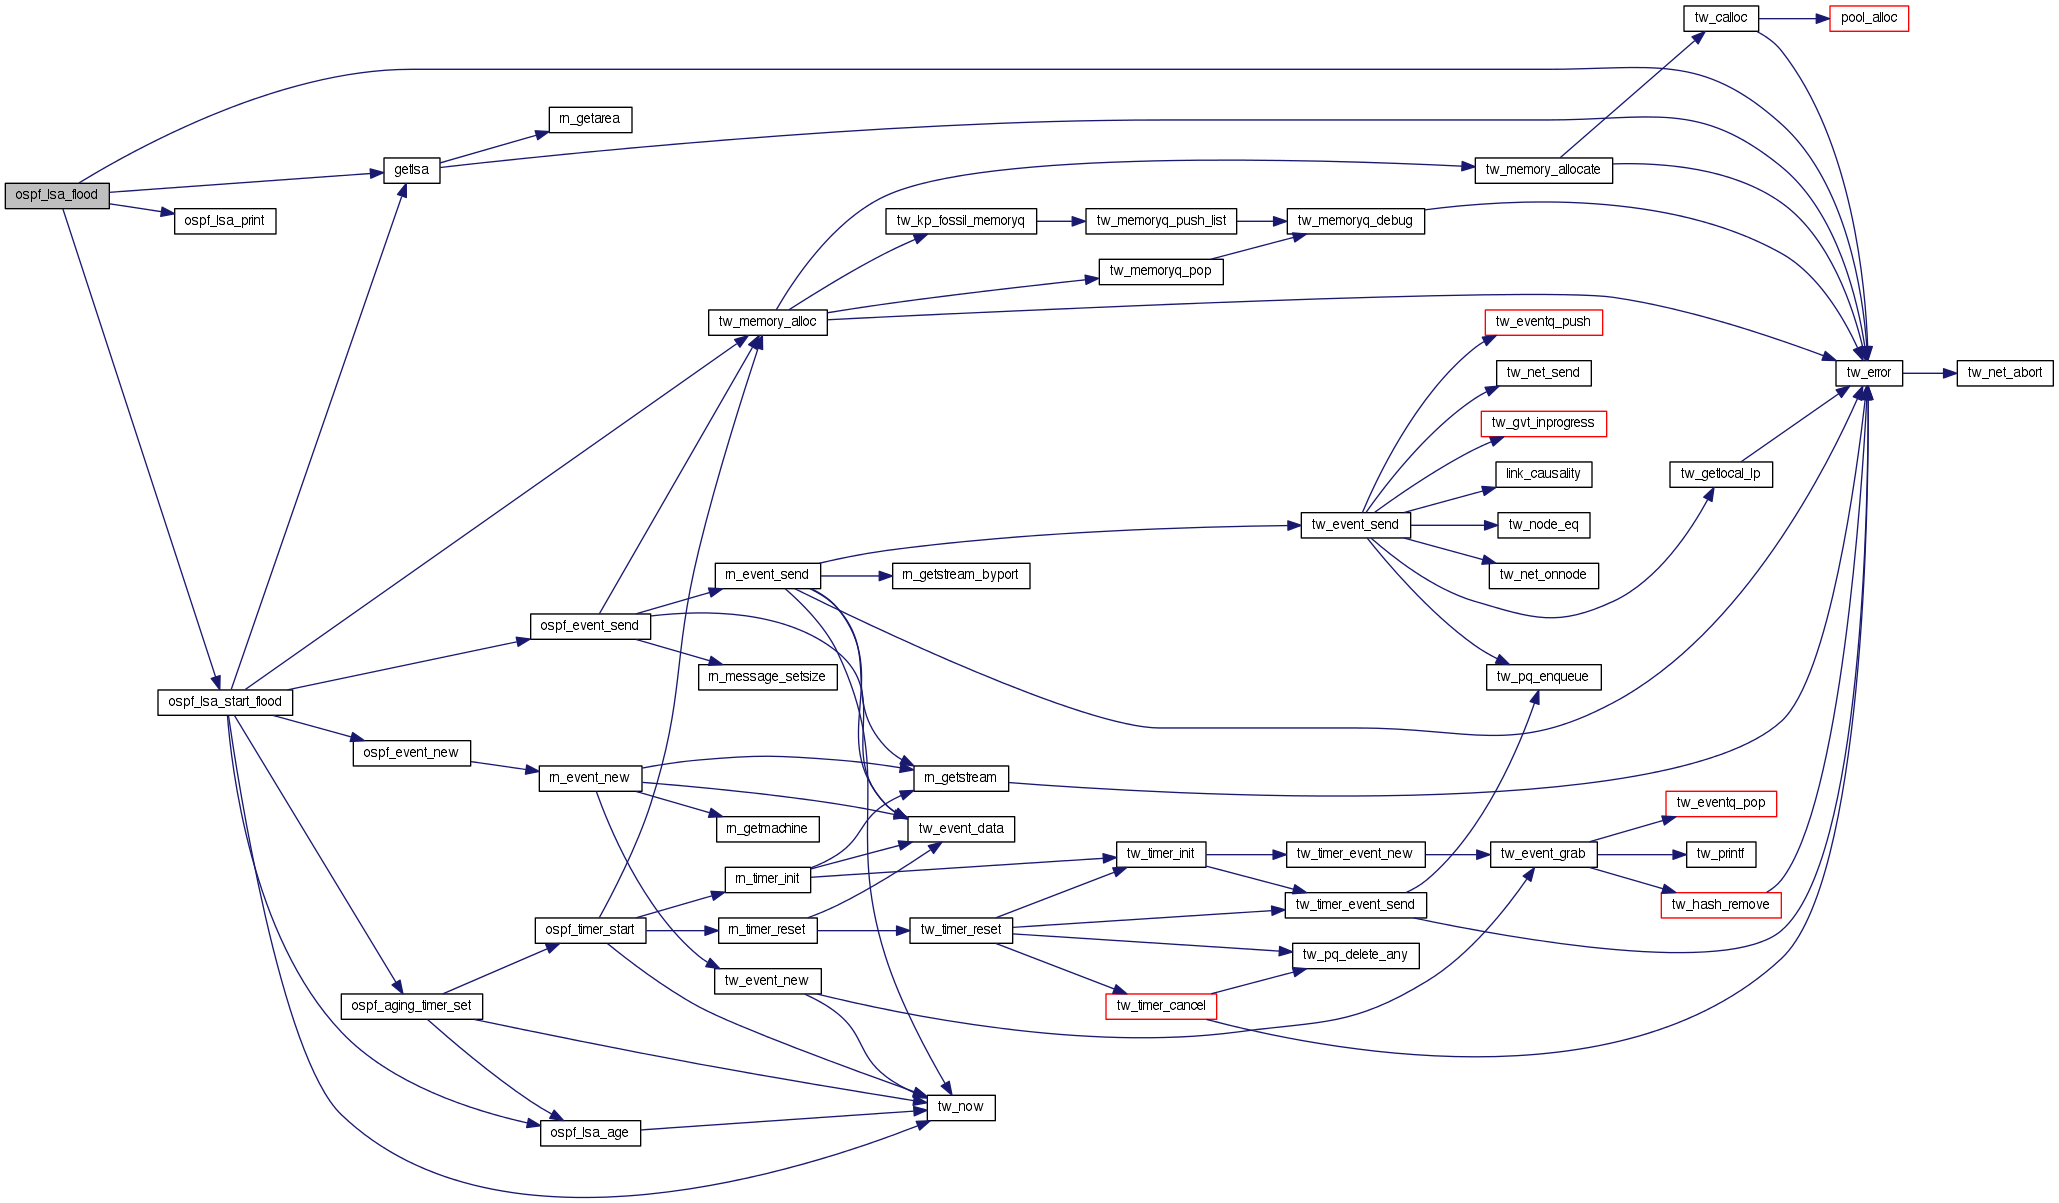 tw_calloc
pool_alloc
rn_getarea
getlsa
tw_memory_allocate
ospf_lsa_flood
ospf_lsa_print
tw_kp_fossil_memoryq
tw_memoryq_push_list
tw_memoryq_debug
tw_memoryq_pop
tw_memory_alloc
tw_eventq_push
tw_net_send
tw_error
tw_net_abort
tw_gvt_inprogress
link_causality
tw_getlocal_lp
tw_event_send
tw_node_eq
rn_event_send
rn_getstream_byport
tw_net_onnode
ospf_event_send
rn_message_setsize
tw_pq_enqueue
ospf_lsa_start_flood
ospf_event_new
rn_event_new
rn_getstream
tw_eventq_pop
rn_getmachine
tw_event_data
tw_timer_init
tw_timer_event_new
tw_event_grab
tw_printf
rn_timer_init
tw_timer_event_send
tw_hash_remove
ospf_timer_start
rn_timer_reset
tw_timer_reset
tw_pq_delete_any
tw_event_new
ospf_aging_timer_set
tw_timer_cancel
tw_now
ospf_lsa_age